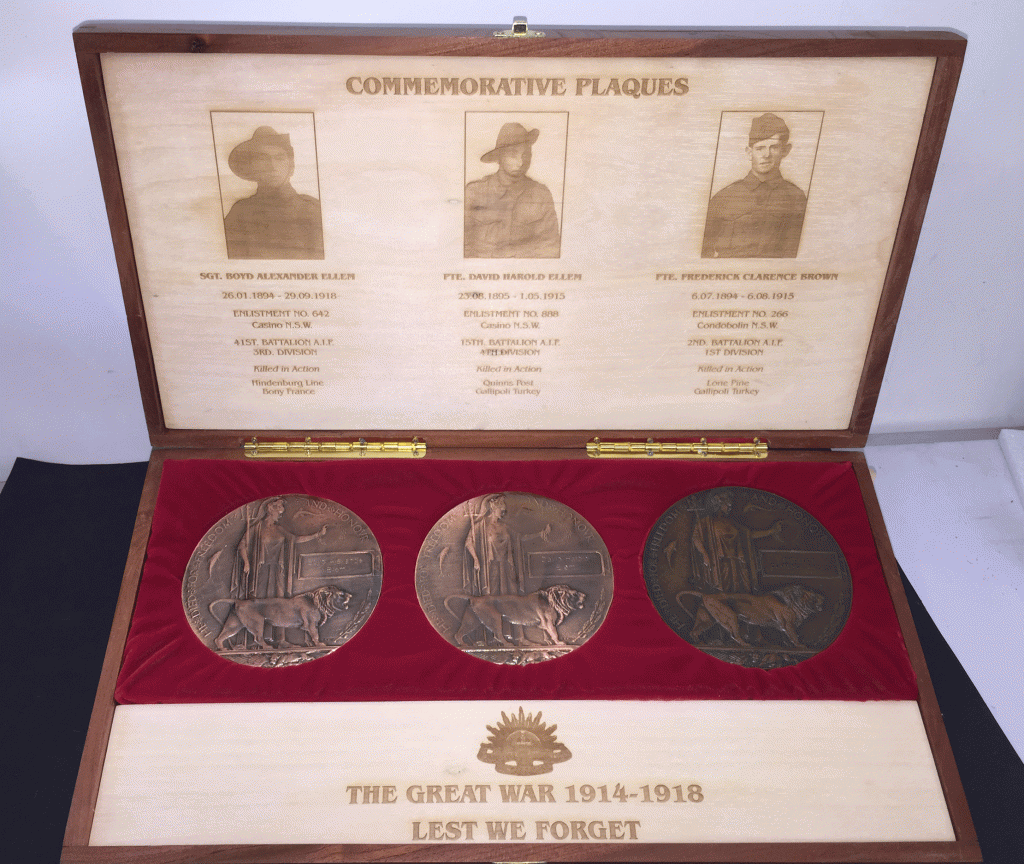 COMMEMORATIVE PLAQUES
SGT. BOYD ALEXANDER ELLEM
26.01.1894 - 29.09.1918
ENLISTMENT NO. 642
Casino N.S.W.
41ST. BATTALION A.I.F.
3RD. DIVISION
Killed in Action
Hindenburg Line
Bony France
PTE. DAVID HAROLD ELLEM
23.08.1895 - 1.05.1915
ENLISTMENT NO. 888
Casino N.S.W.
15TH. BATTALION A.I.F.
4TH DIVISION
Killed in Action
Quinns Post
Gallipoli Turkey
PTE. FREDERICK CLARENCE BROWN
6.07.1894 - 6.08.1915
ENLISTMENT NO. 266
Condobolin N.S.W.
2ND. BATTALION A.I.F.
1ST DIVISION
Killed in Action
Lone Pine
Gallipoli Turkey
THE GREAT WAR 1914-1918
LEST WE FORGET